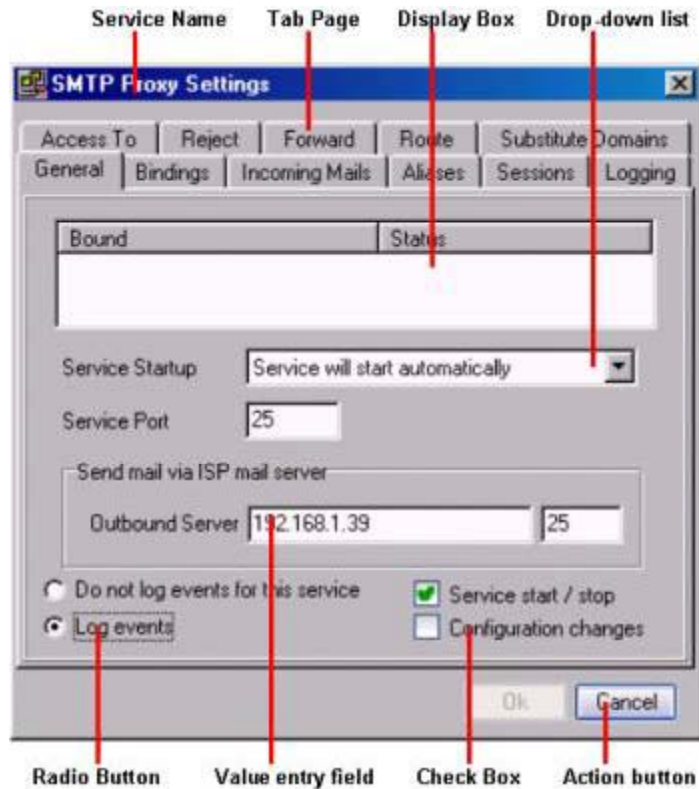 Service Name Tab Page Display Box Drop-down list
SMTP Proxy Settings
Access To Reject Forward Route Substitute Domains
General Bindings Incoming Mails Aliases Sessions Logging
Bound Status
Service Startup Service will start automatically
Service Port 25
Send mail via ISP mail server
Outbound Server 192.168.1.39 25
Do not log events for this service Service start / stop
Log events Configuration changes
Ok Cancel
Radio Button Value entry field Check Box Action button